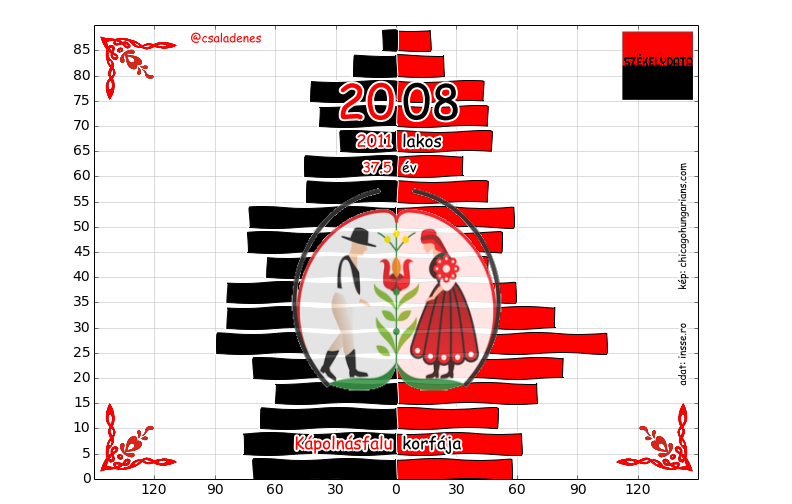 @csaladenes
SZÉKELYDATA
2008
2011 lakos
37.5 év
Kápolnásfalu korfája
kép: chicagohungarians.com
adat: insse.ro
85
80
75
70
65
60
55
50
45
40
35
30
25
20
15
10
5
0
120 90 60 30 0 30 60 90 120